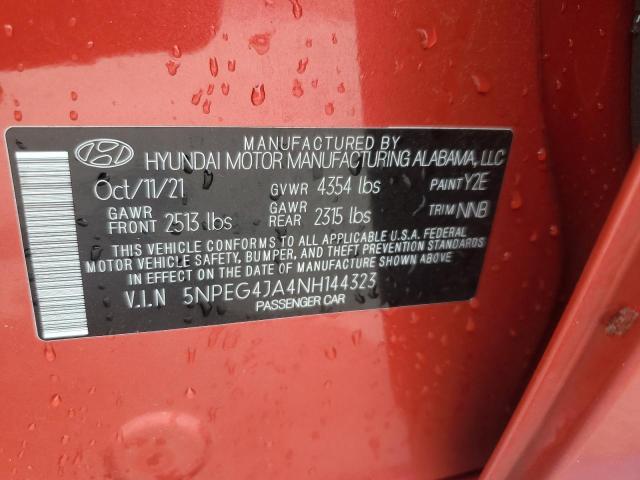 MANUFACTURED BY
HYUNDAI MOTOR MANUFACTURING ALABAMA, LLC
Oct/11/21 GVWR 4354 lbs PAINT Y2E
GAWR FRONT 2513 lbs GAWR REAR 2315 lbs TRIM NNB
THIS VEHICLE CONFORMS TO ALL APPLICABLE U.S.A. FEDERAL
MOTOR VEHICLE SAFETY, BUMPER, AND THEFT PREVENTION STANDARDS
IN EFFECT ON THE DATE OF MANUFACTURE SHOWN ABOVE.
V.I.N 5NPEG4JA4NH144323
PASSENGER CAR